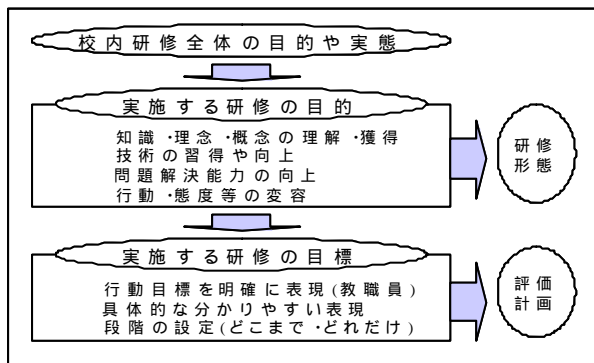 校内研修全体の目的や実態
実施する研修の目的
知識・理念・概念の理解・獲得
技術の習得や向上
問題解決能力の向上
行動・態度等の変容
研修
形態
実施する研修の目標
行動目標を明確に表現(教職員)
具体的な分かりやすい表現
段階の設定(どこまで・どれだけ)
評価
計画